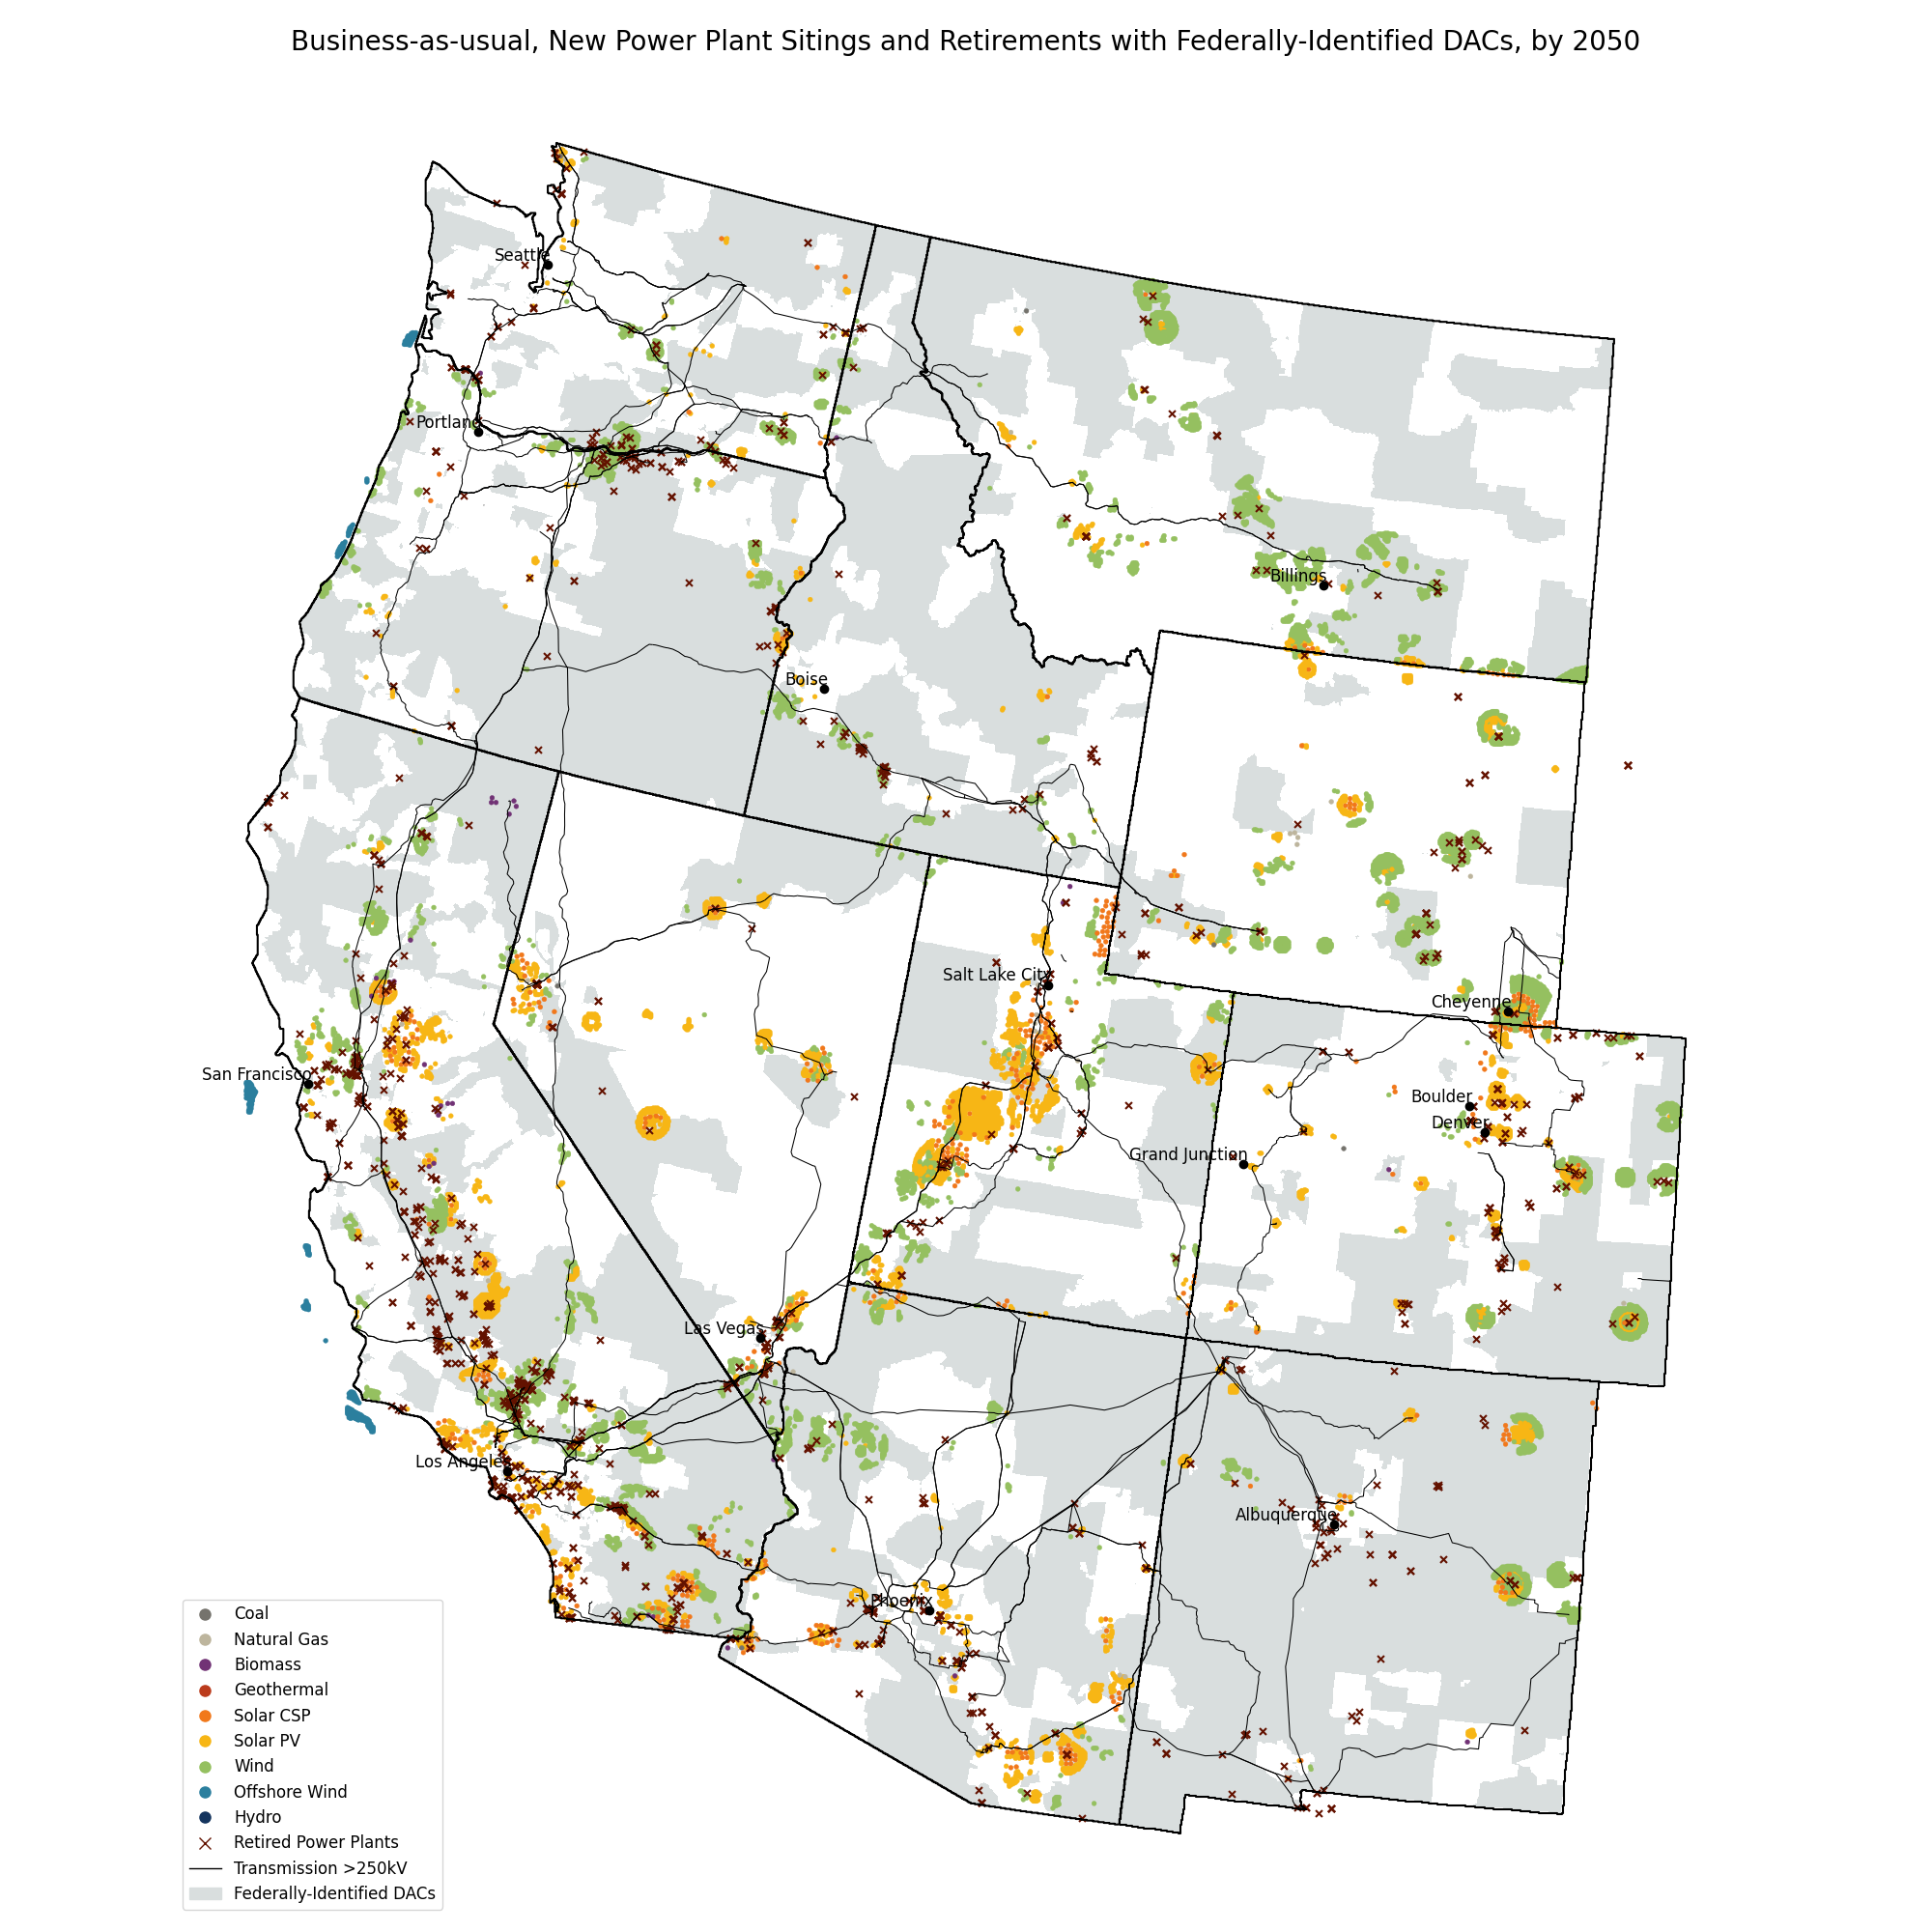 Business-as-usual, New Power Plant Sitings and Retirements with Federally-Identified DACs, by 2050
Seattle
Portland
Billings
Boise
Salt Lake City
Cheyenne
San Francisco
Boulder
Denver
Grand Junction
Las Vegas
Los Angeles
Albuquerque
Phoenix
Coal
Natural Gas
Biomass
Geothermal
Solar CSP
Solar PV
Wind
Offshore Wind
Hydro
Retired Power Plants
Transmission >250kV
Federally-Identified DACs